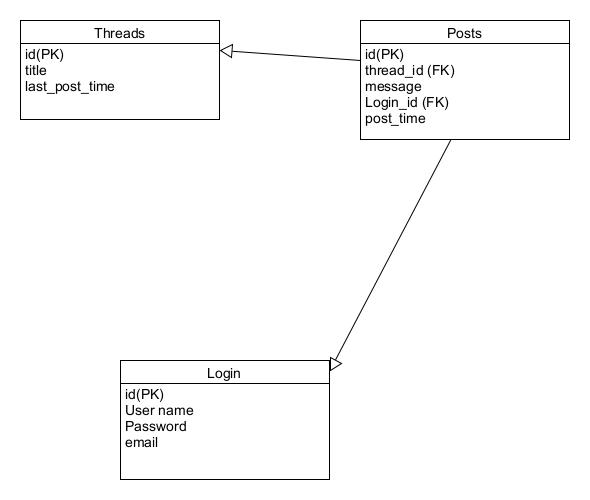 Threads
id(PK)
title
last_post_time
Posts
id(PK)
thread_id (FK)
message
Login_id (FK)
post_time
Login
id(PK)
User name
Password
email